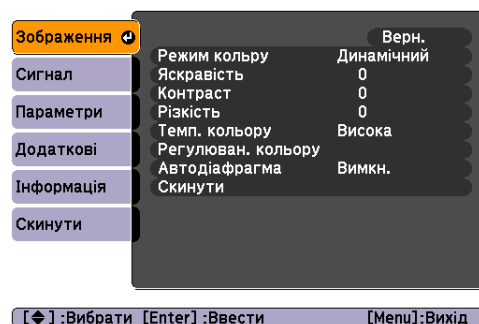 Зображення
Сигнал
Параметри
Додаткові
Інформація
Скинути
Верн.
Режим кольру Динамічний
Яскравість 0
Контраст 0
Різкість 0
Темп. кольору Висока
Регулюван. кольору
Автодіафрагма Вимкн.
Скинути
[◆] :Вибрати [Enter] :Ввести [Menu]:Вихід